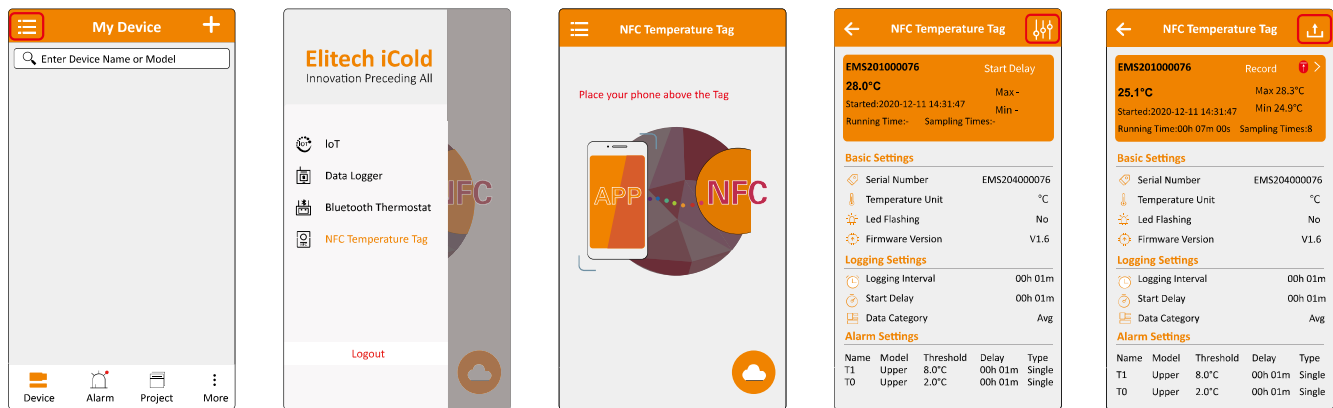 My Device
Enter Device Name or Model
Device Alarm Project More
Elitech iCold
Innovation Preceding All
IoT
Data Logger
Bluetooth Thermostat
NFC Temperature Tag
Logout
NFC
NFC Temperature Tag
Place your phone above the Tag
APP NFC
NFC Temperature Tag
EMS201000076 Start Delay
28.0°C
Max -
Started:2020-12-11 14:31:47
Min -
Running Time:- Sampling Times:-
Basic Settings
Serial Number EMS204000076
Temperature Unit °C
Led Flashing No
Firmware Version V1.6
Logging Settings
Logging Interval 00h 01m
Start Delay 00h 01m
Data Category Avg
Alarm Settings
Name Model Threshold Delay Type
T1 Upper 8.0°C 00h 01m Single
T0 Upper 2.0°C 00h 01m Single
NFC Temperature Tag
EMS201000076 Record
25.1°C Max 28.3°C
Started:2020-12-11 14:31:47 Min 24.9°C
Running Time:00h 07m 00s Sampling Times:8
Basic Settings
Serial Number EMS204000076
Temperature Unit °C
Led Flashing No
Firmware Version V1.6
Logging Settings
Logging Interval 00h 01m
Start Delay 00h 01m
Data Category Avg
Alarm Settings
Name Model Threshold Delay Type
T1 Upper 8.0°C 00h 01m Single
T0 Upper 2.0°C 00h 01m Single